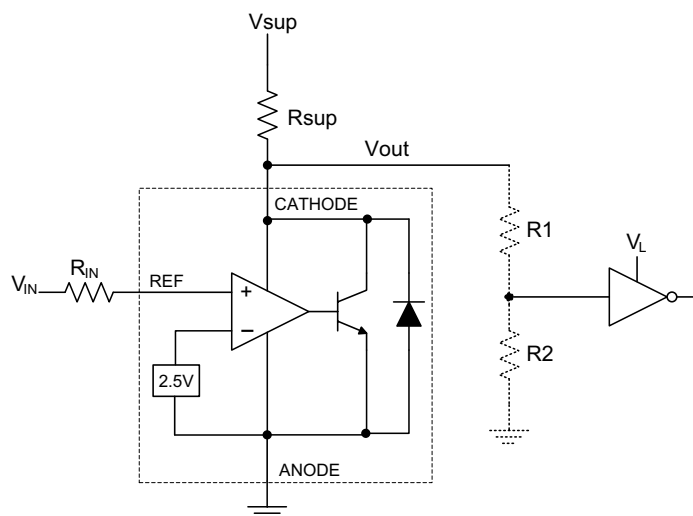 Vsup
Rsup
Vout
CATHODE
R1
VL
RIN
VIN
REF
+
−
2.5V
R2
ANODE